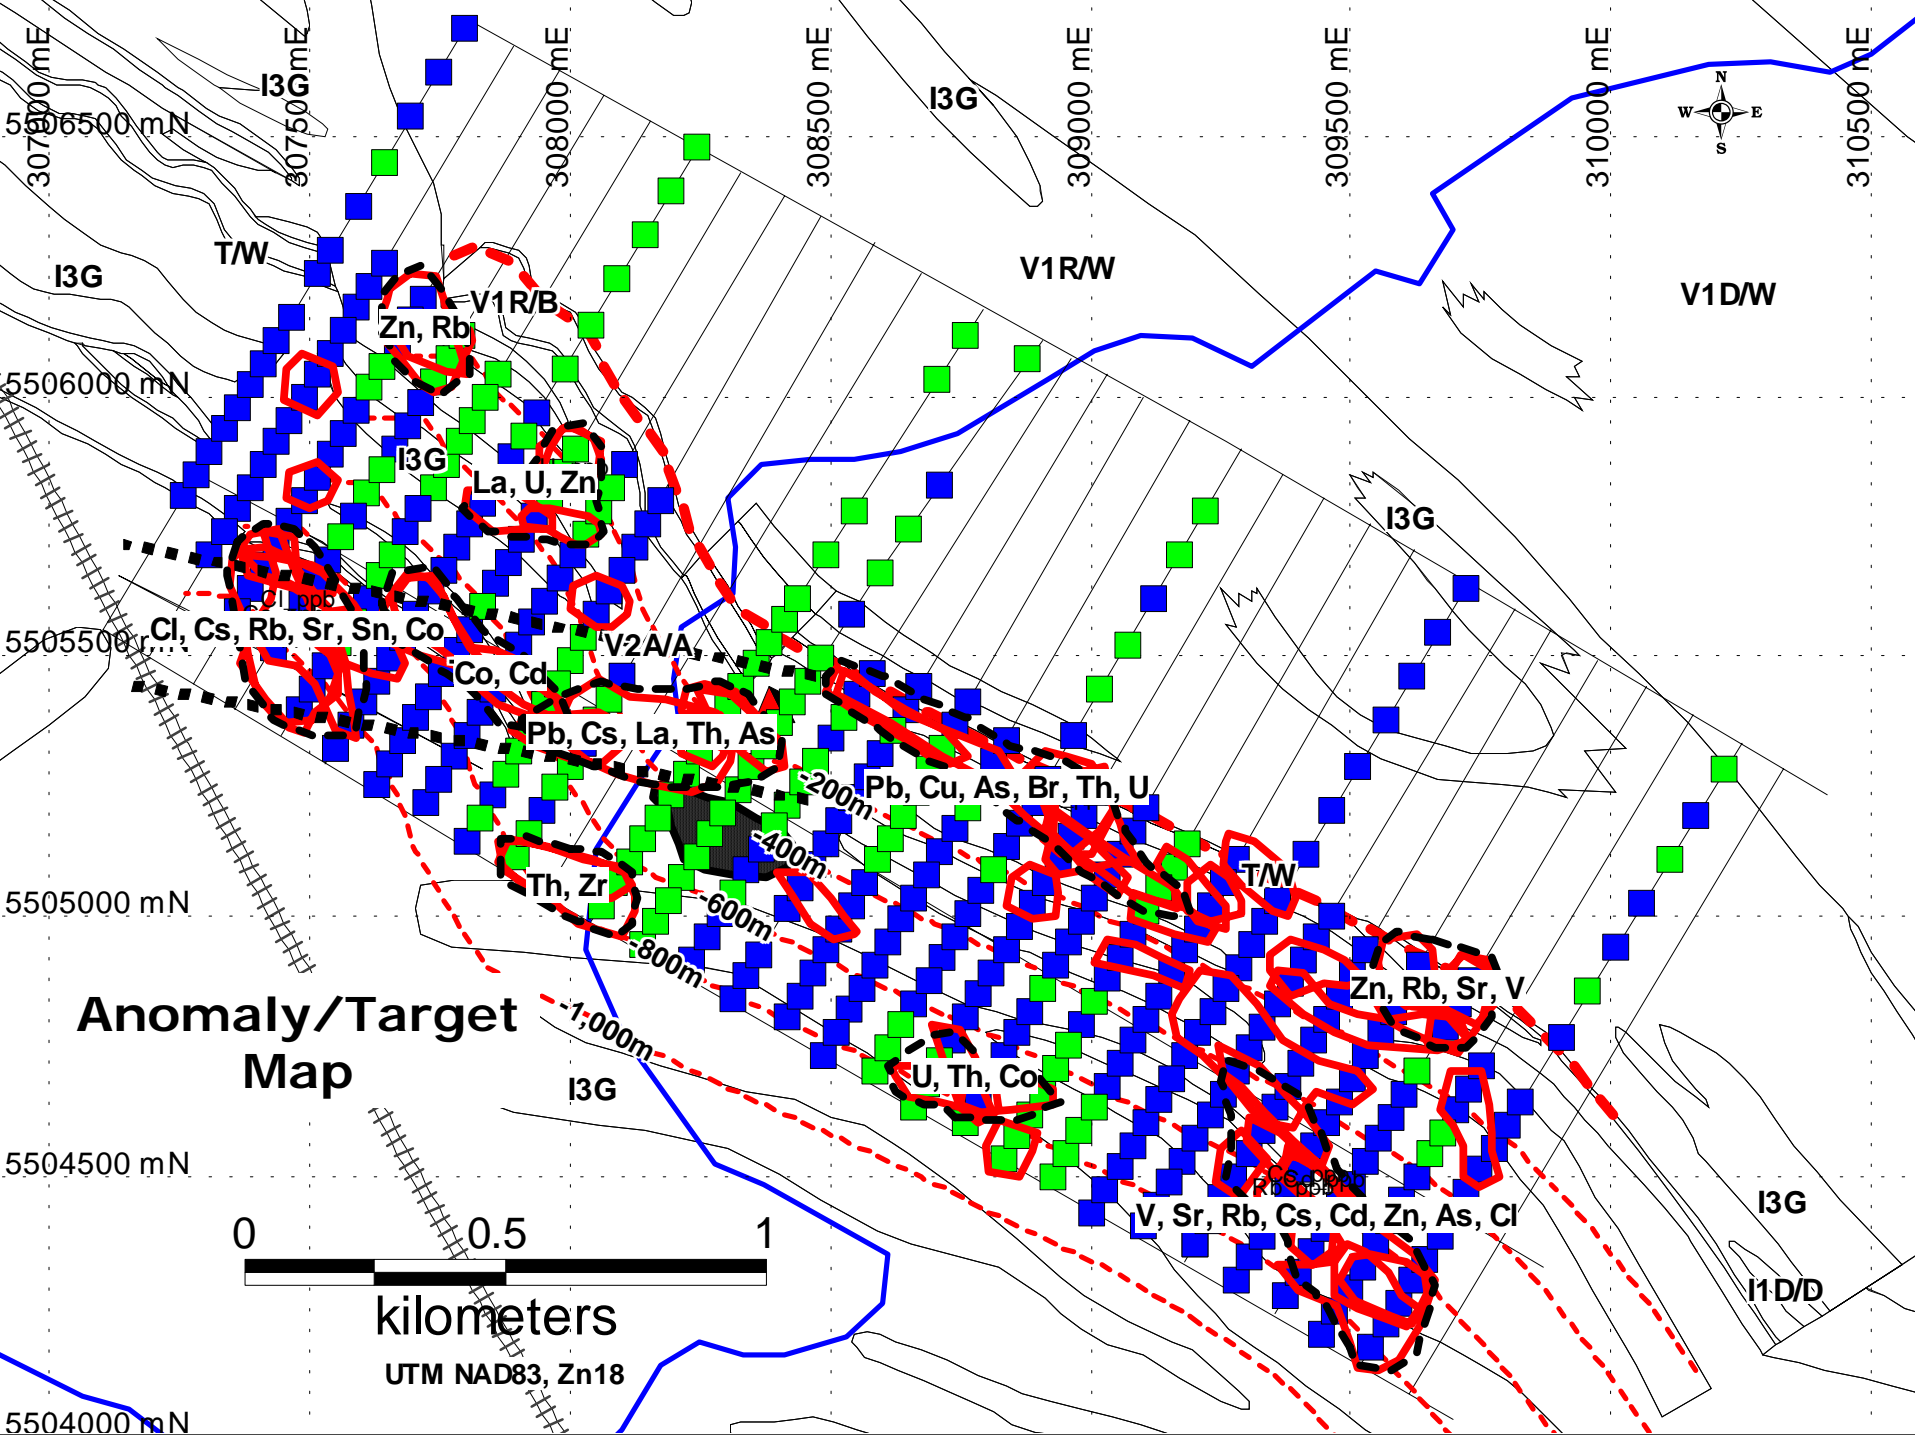 307000 mE
307500 mE
308000 mE
308500 mE
309000 mE
309500 mE
310000 mE
310500 mE
N
W E
S
I3G
I3G
5506500 mN
T/W
I3G
V1R/W
V1D/W
V1R/B
Zn, Rb
5506000 mN
I3G
La, U, Zn
I3G
Cl_ppb
Cl, Cs, Rb, Sr, Sn, Co
5505500 mN
V2A/A
Co, Cd
Pb, Cs, La, Th, As
-200m
Pb, Cu, As, Br, Th, U
-400m
Th, Zr
T/W
5505000 mN
-600m
-800m
Zn, Rb, Sr, V
Anomaly/Target
Map
-1,000m
U, Th, Co
I3G
5504500 mN
Rb_ppb
V, Sr, Rb, Cs, Cd, Zn, As, Cl
I3G
0 0.5 1
I1D/D
kilometers
UTM NAD83, Zn18
5504000 mN